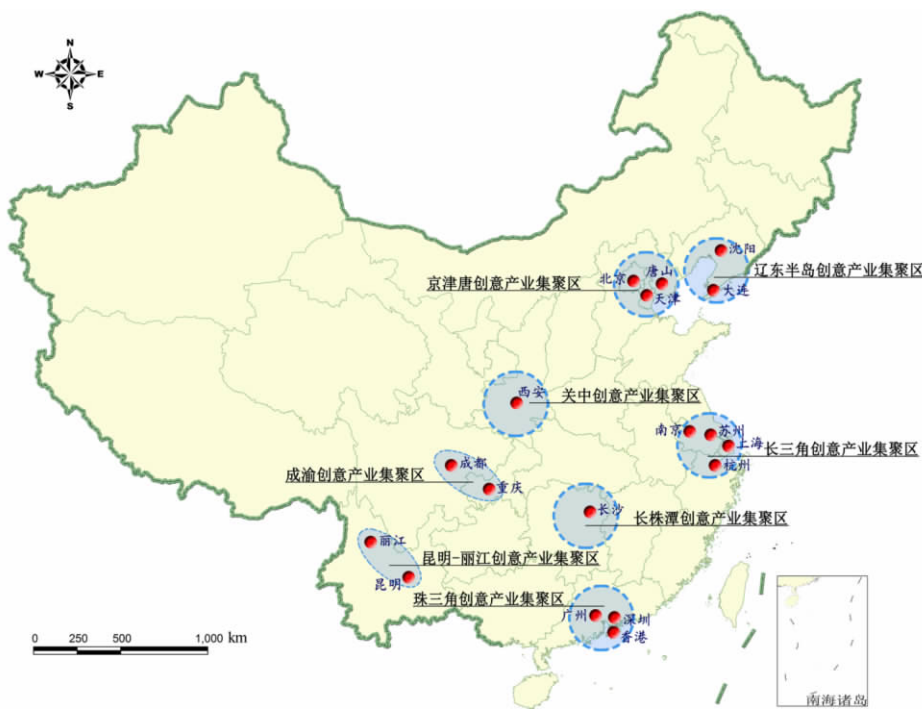 N
W E
S
沈阳
辽东半岛创意产业集聚区
大连
北京
唐山
京津唐创意产业集聚区
天津
西安
关中创意产业集聚区
南京
苏州
上海
长三角创意产业集聚区
杭州
成都
成渝创意产业集聚区
重庆
长沙
长株潭创意产业集聚区
丽江
昆明-丽江创意产业集聚区
昆明
珠三角创意产业集聚区
广州
深圳
香港
0 250 500 1,000 km
南海诸岛